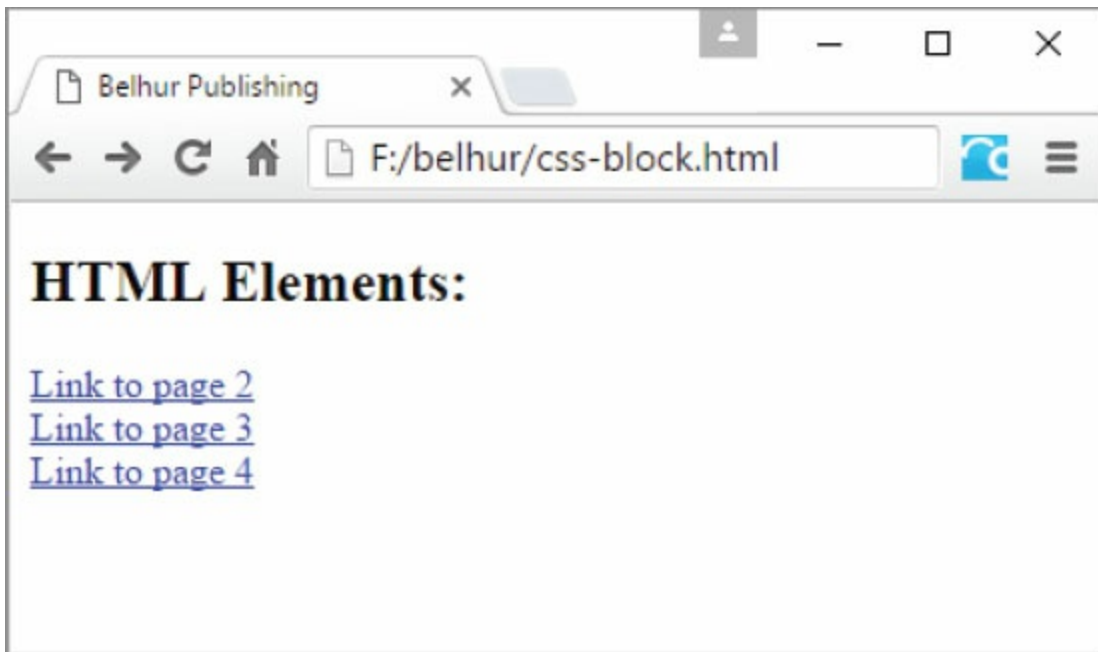 Belhur Publishing
F:/belhur/css-block.html
HTML Elements:
Link to page 2
Link to page 3
Link to page 4